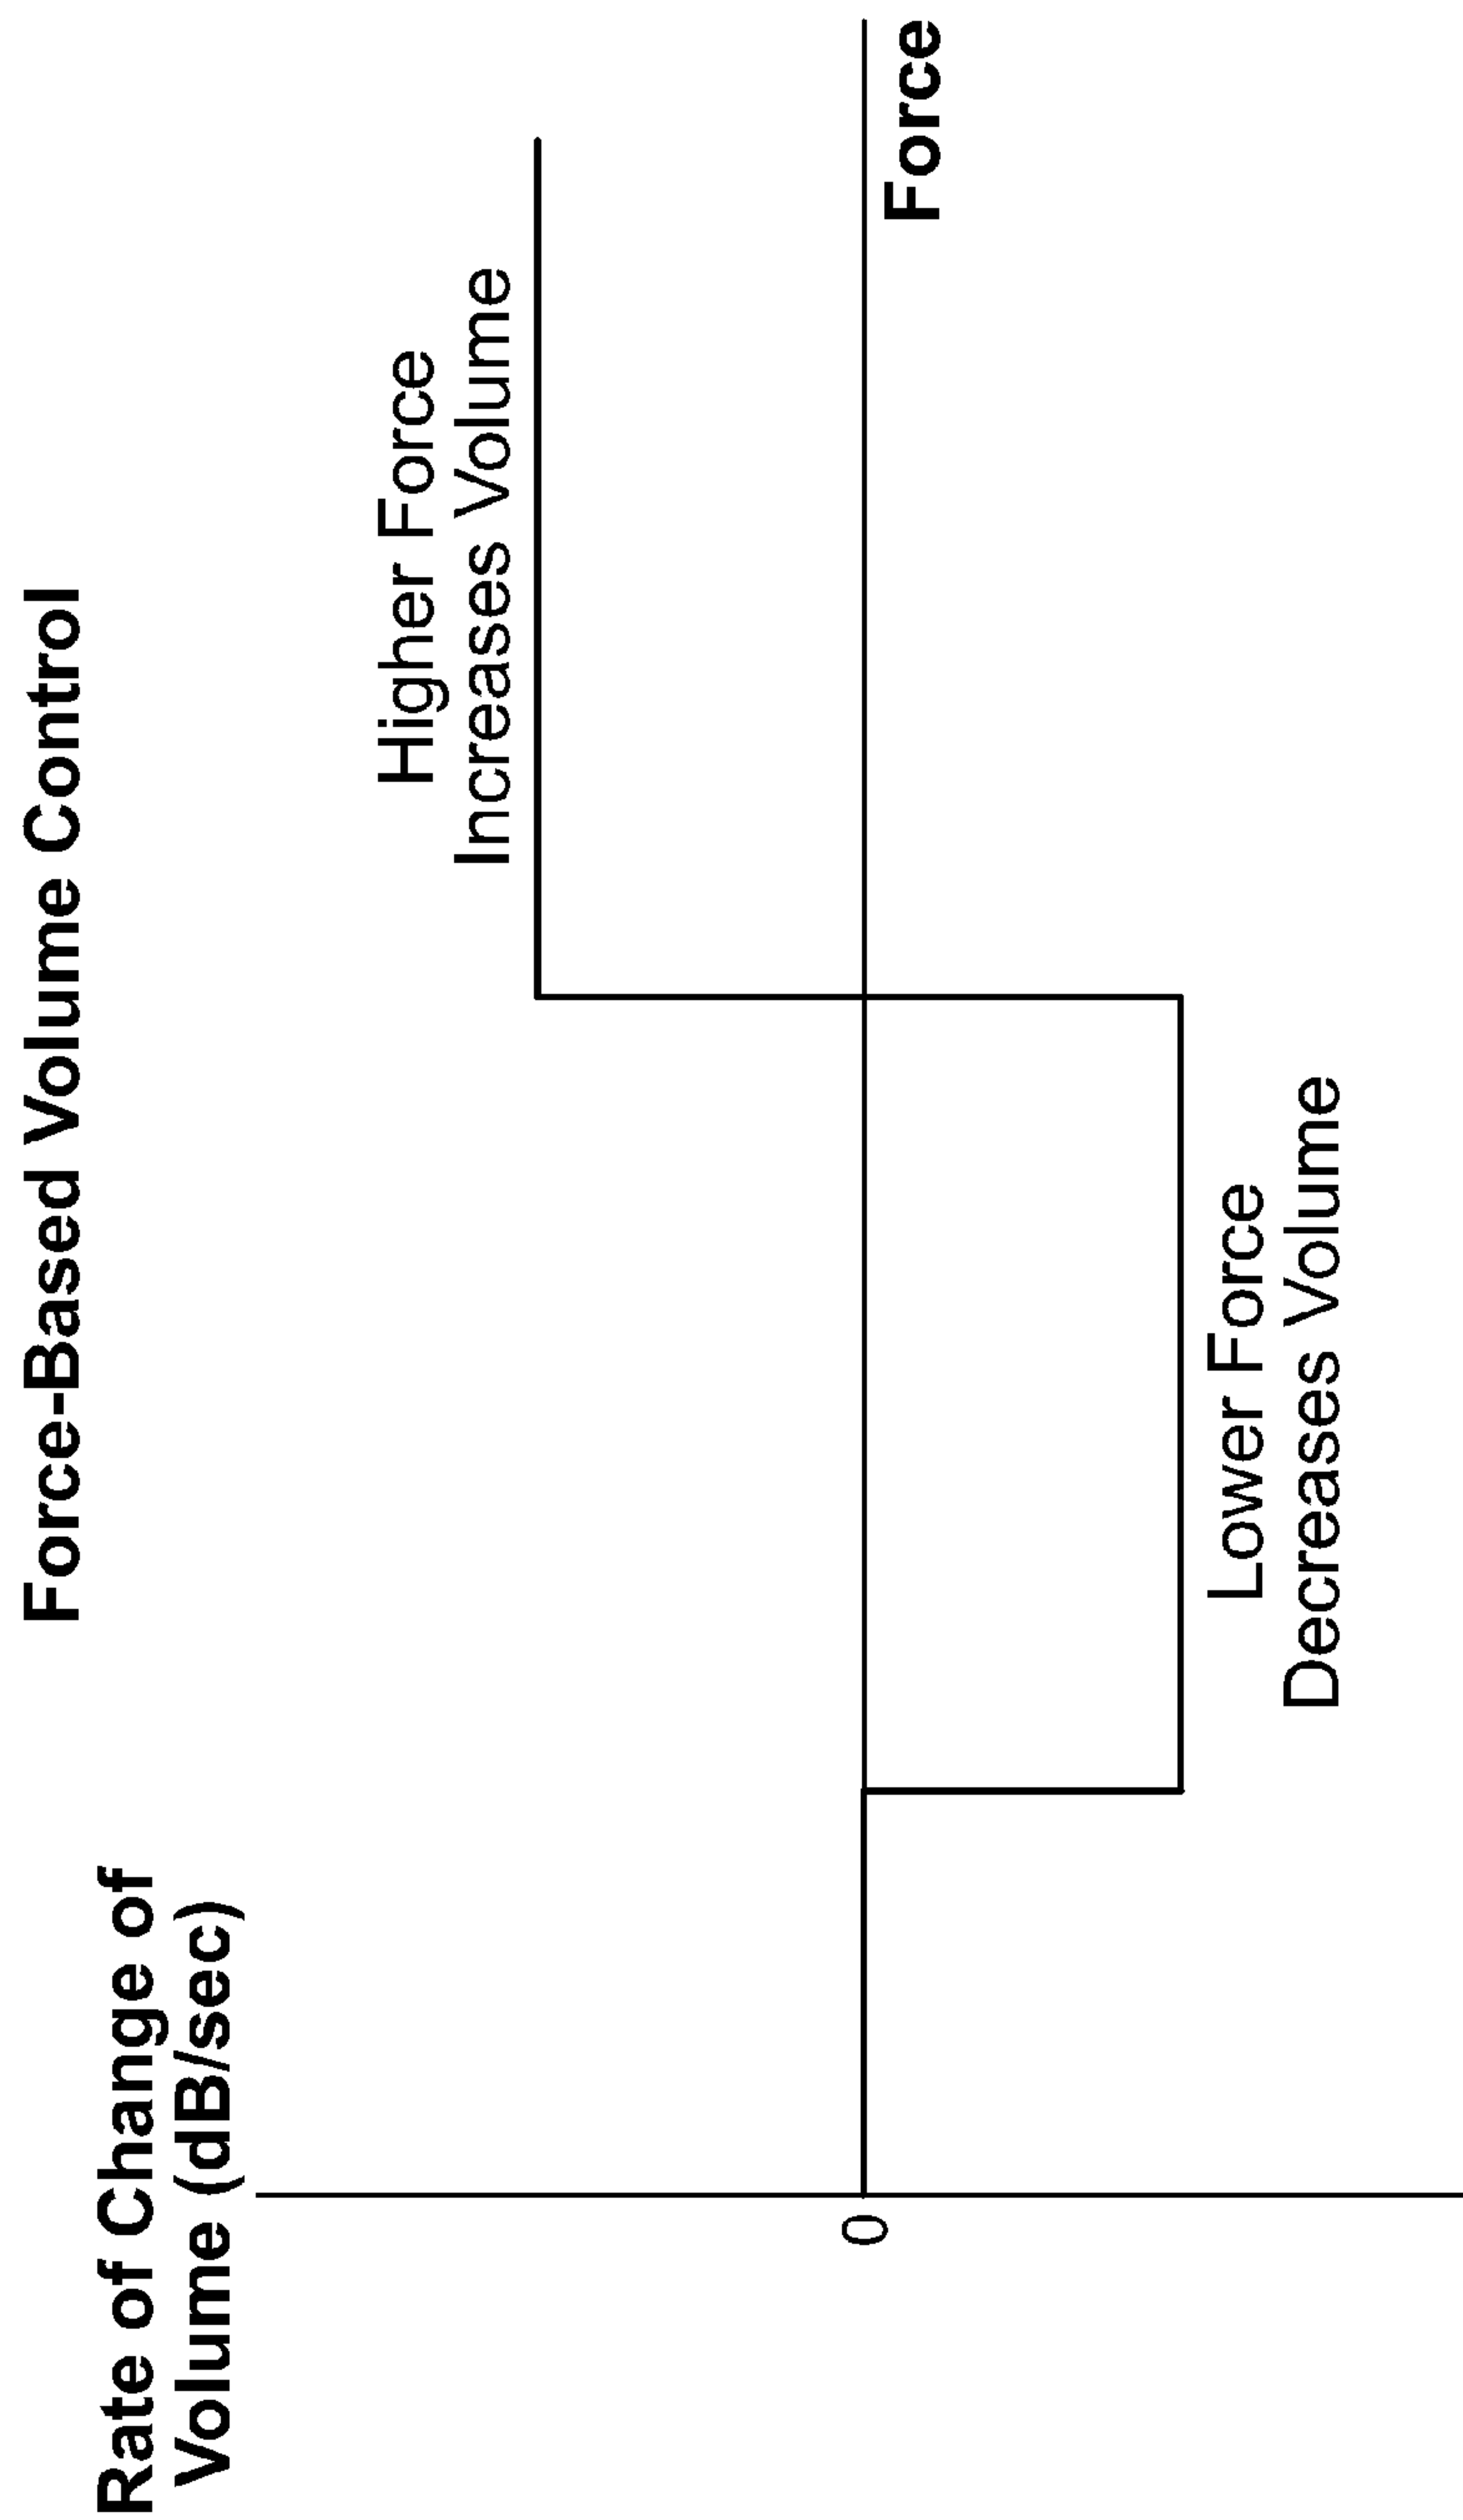 Force-Based Volume Control
Rate of Change of
Volume (dB/sec)
Higher Force
Increases Volume
0
Force
Lower Force
Decreases Volume